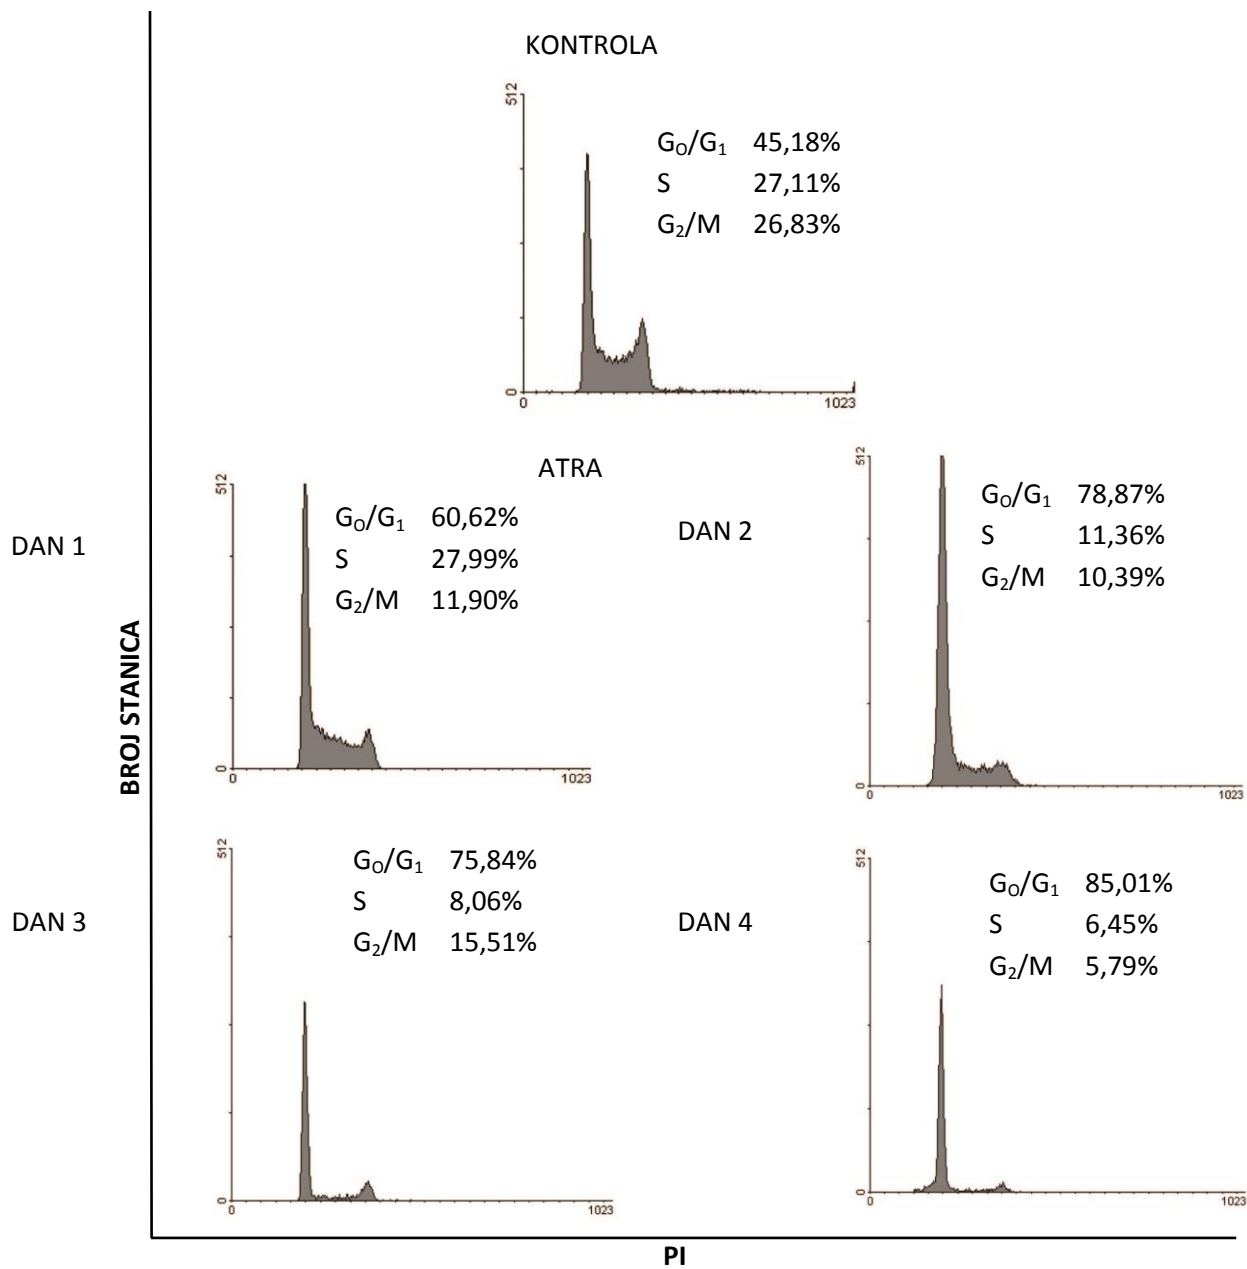 KONTROLA
512
G₀/G₁ 45,18%
S 27,11%
G₂/M 26,83%
0
0 1023
ATRA
DAN 1
512
G₀/G₁ 60,62%
S 27,99%
G₂/M 11,90%
0
0 1023
DAN 2
512
G₀/G₁ 78,87%
S 11,36%
G₂/M 10,39%
0
0 1023
BROJ STANICA
DAN 3
512
G₀/G₁ 75,84%
S 8,06%
G₂/M 15,51%
0
0 1023
DAN 4
512
G₀/G₁ 85,01%
S 6,45%
G₂/M 5,79%
0
0 1023
PI